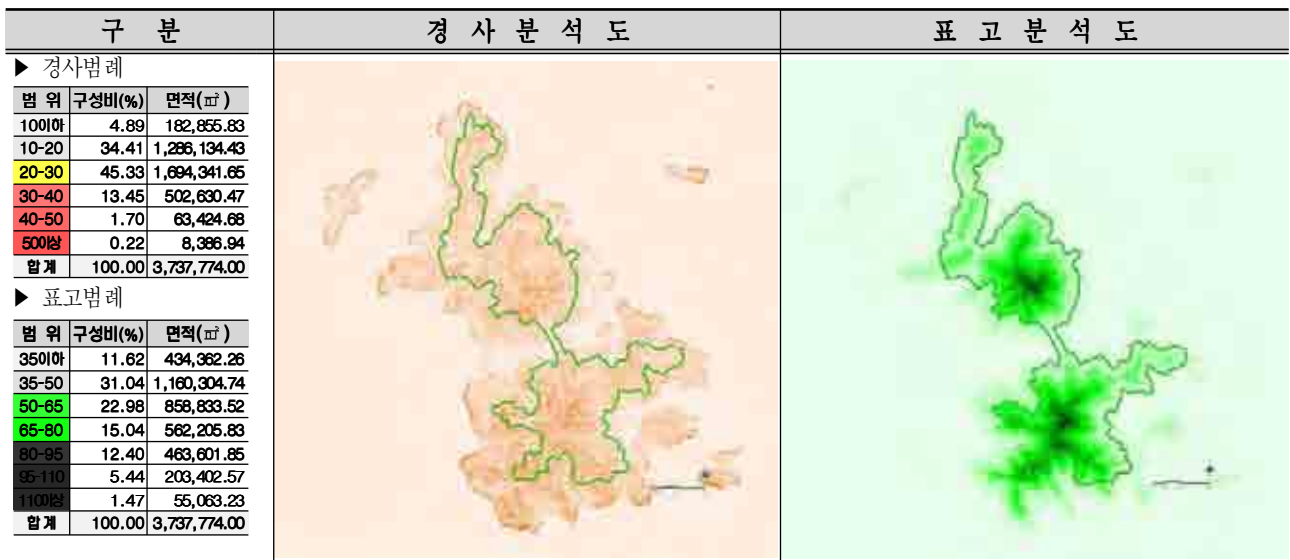 구 분 경 사 분 석 도 표 고 분 석 도
▶ 경사범례
범 위 구성비(%) 면적(㎡)
10이하 4.89 182,855.83
10-20 34.41 1,286,134.43
20-30 45.33 1,694,341.65
30-40 13.45 502,630.47
40-50 1.70 63,424.68
50이상 0.22 8,386.94
합계 100.00 3,737,774.00
▶ 표고범례
범 위 구성비(%) 면적(㎡)
35이하 11.62 434,362.26
35-50 31.04 1,160,304.74
50-65 22.98 858,833.52
65-80 15.04 562,205.83
80-95 12.40 463,601.85
95-110 5.44 203,402.57
110이상 1.47 55,063.23
합계 100.00 3,737,774.00